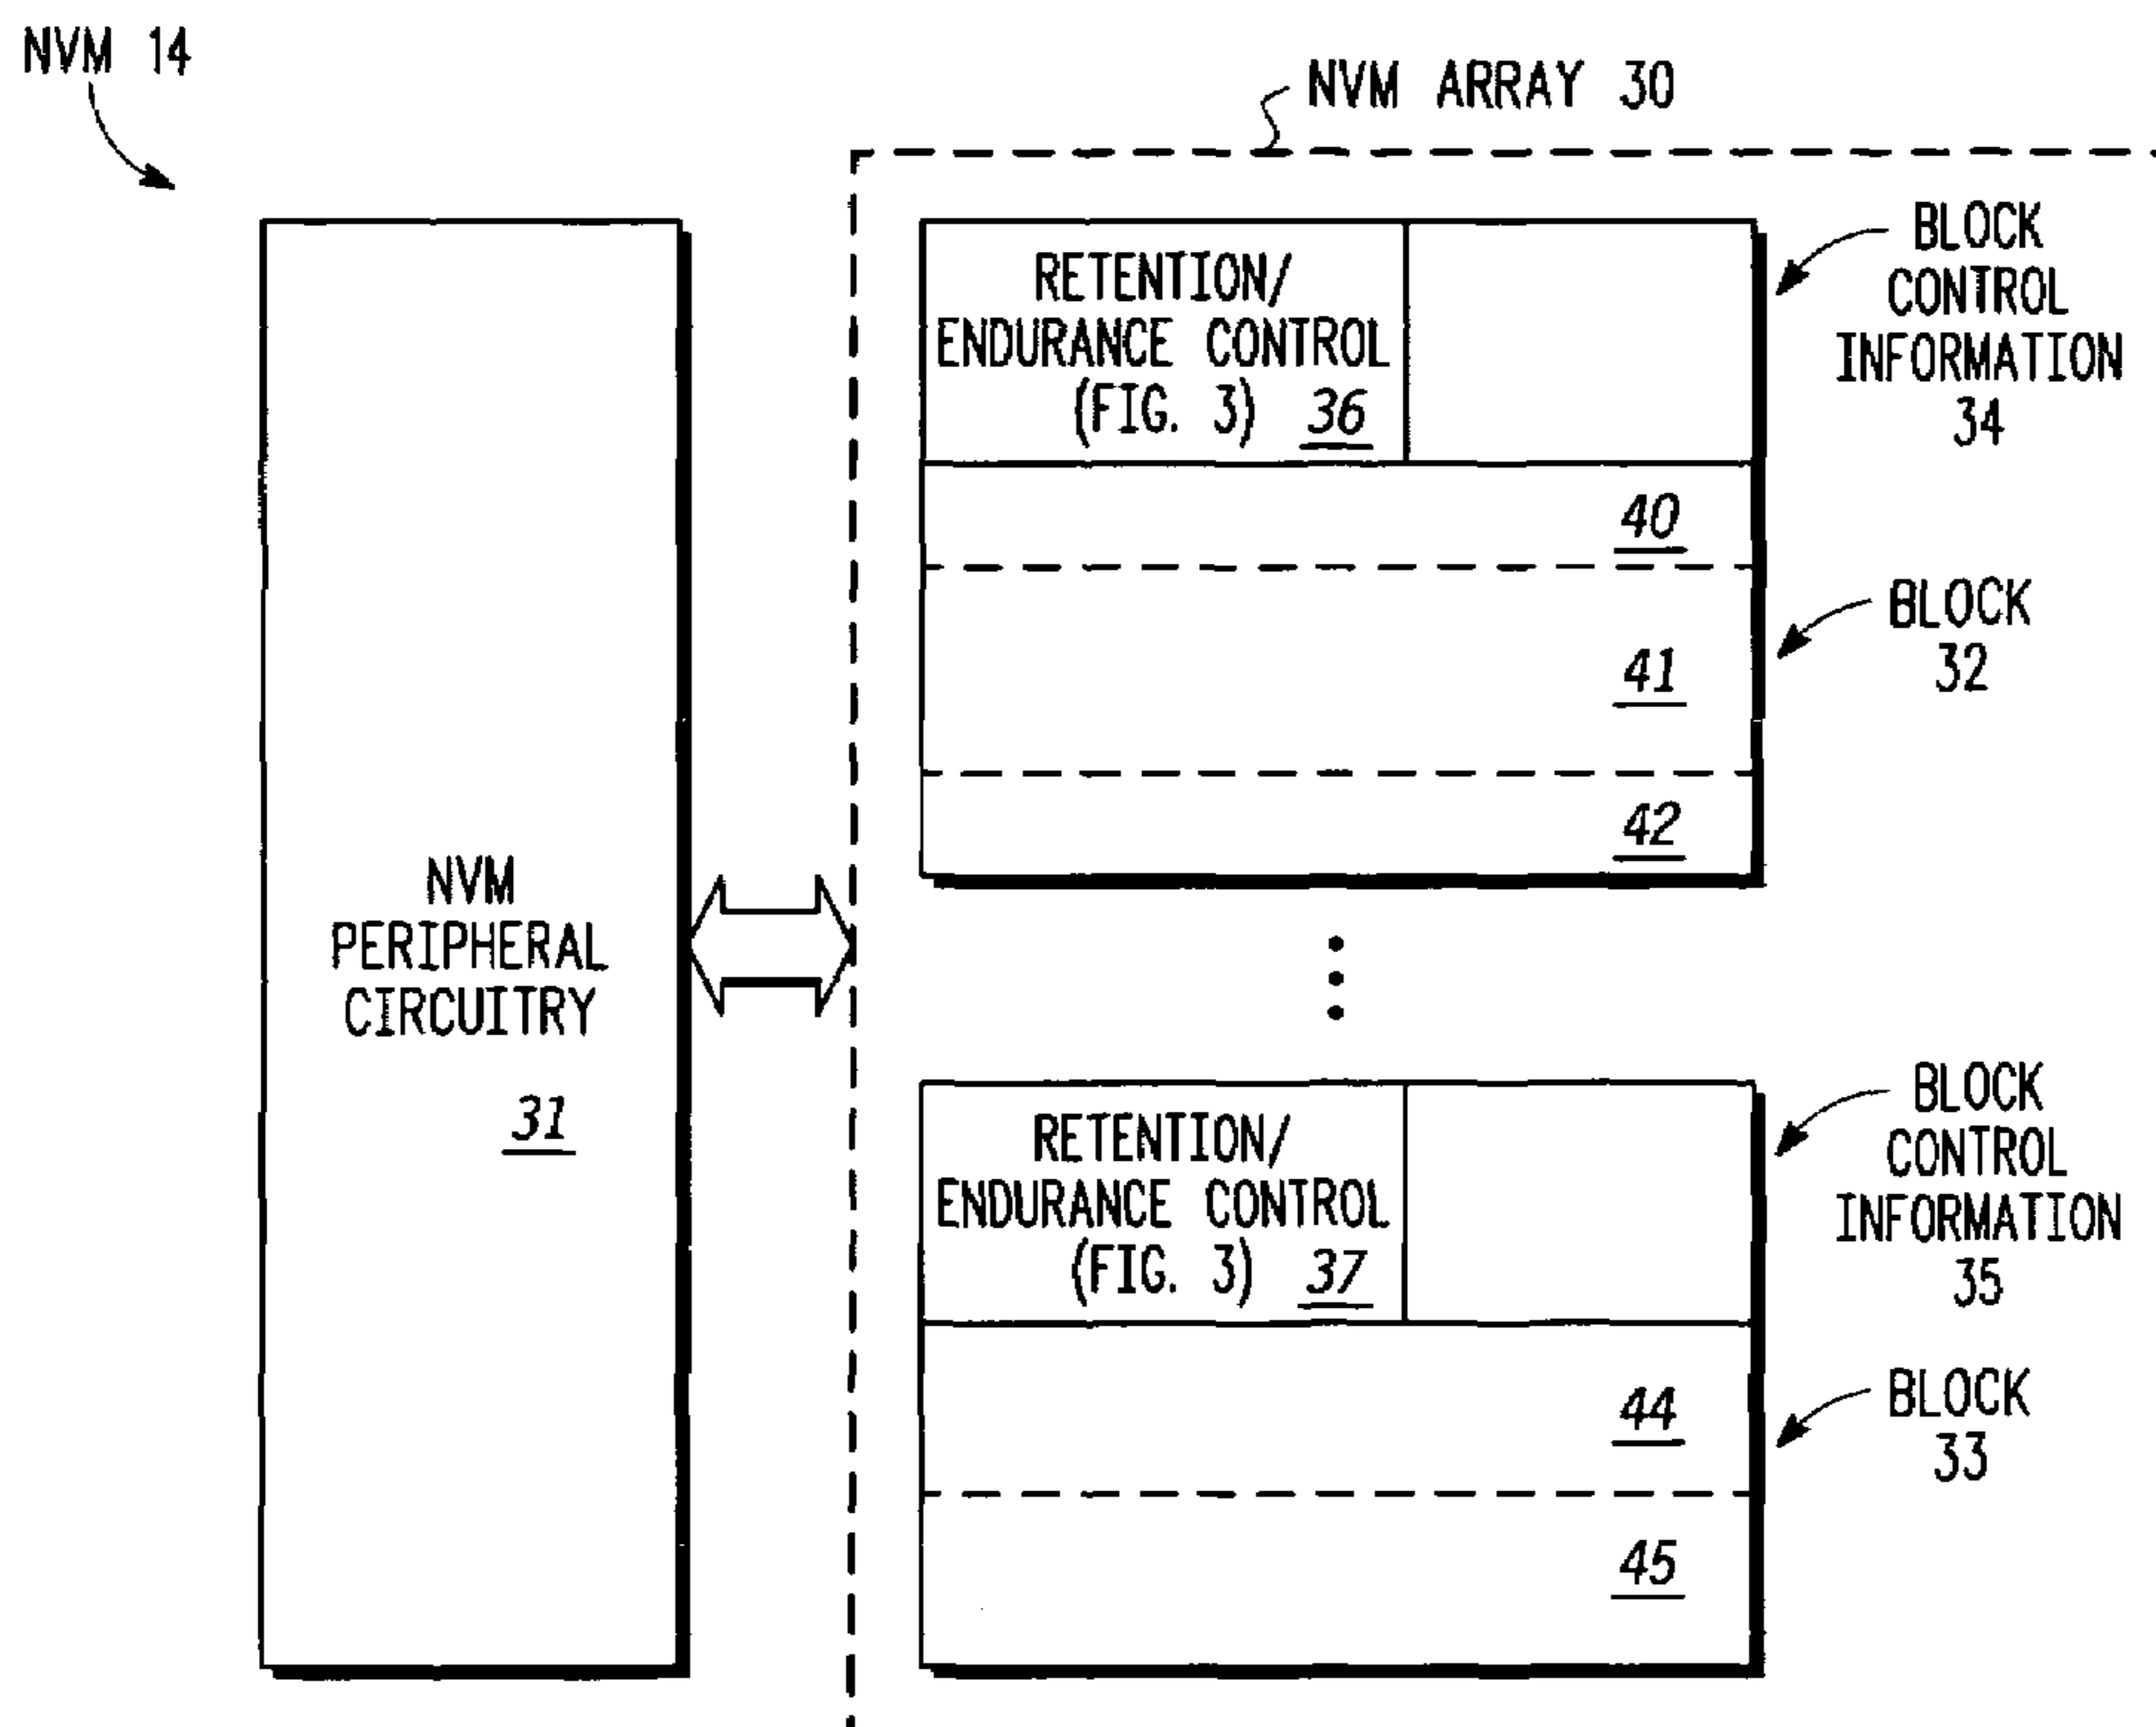 NVM 14
NVM ARRAY 30
NVM
PERIPHERAL
CIRCUITRY
31
RETENTION/
ENDURANCE CONTROL
(FIG. 3) 36
BLOCK
CONTROL
INFORMATION
34
40
41
42
BLOCK
32
RETENTION/
ENDURANCE CONTROL
(FIG. 3) 37
BLOCK
CONTROL
INFORMATION
35
44
45
BLOCK
33